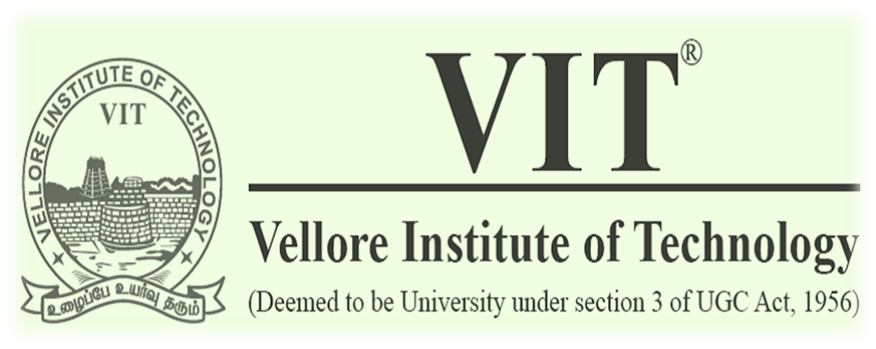 VELLORE INSTITUTE OF TECHNOLOGY
VIT
உழைப்பே உயர்வு தரும்
VIT®
Vellore Institute of Technology
(Deemed to be University under section 3 of UGC Act, 1956)